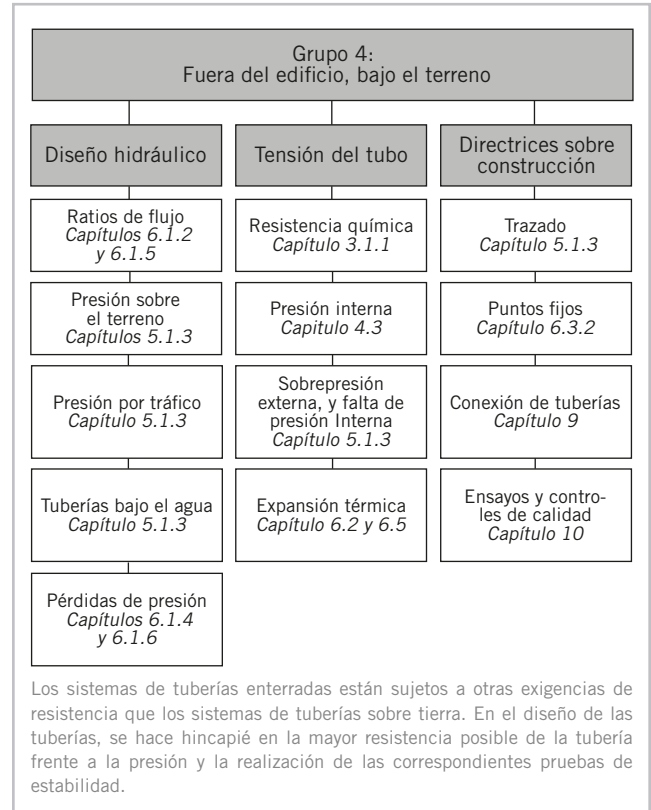 Grupo 4:
Fuera del edificio, bajo el terreno
Diseño hidráulico
Ratios de flujo
Capítulos 6.1.2
y 6.1.5
Presión sobre
el terreno
Capítulos 5.1.3
Presión por tráfico
Capítulo 5.1.3
Tuberías bajo el agua
Capítulo 5.1.3
Pérdidas de presión
Capítulos 6.1.4
y 6.1.6
Tensión del tubo
Resistencia química
Capítulo 3.1.1
Presión interna
Capitulo 4.3
Sobrepresión
externa, y falta de
presión Interna
Capítulo 5.1.3
Expansión térmica
Capítulo 6.2 y 6.5
Directrices sobre
construcción
Trazado
Capítulo 5.1.3
Puntos fijos
Capítulo 6.3.2
Conexión de tuberías
Capítulo 9
Ensayos y contro-
les de calidad
Capítulo 10
Los sistemas de tuberías enterradas están sujetos a otras exigencias de
resistencia que los sistemas de tuberías sobre tierra. En el diseño de las
tuberías, se hace hincapié en la mayor resistencia posible de la tubería
frente a la presión y la realización de las correspondientes pruebas de
estabilidad.